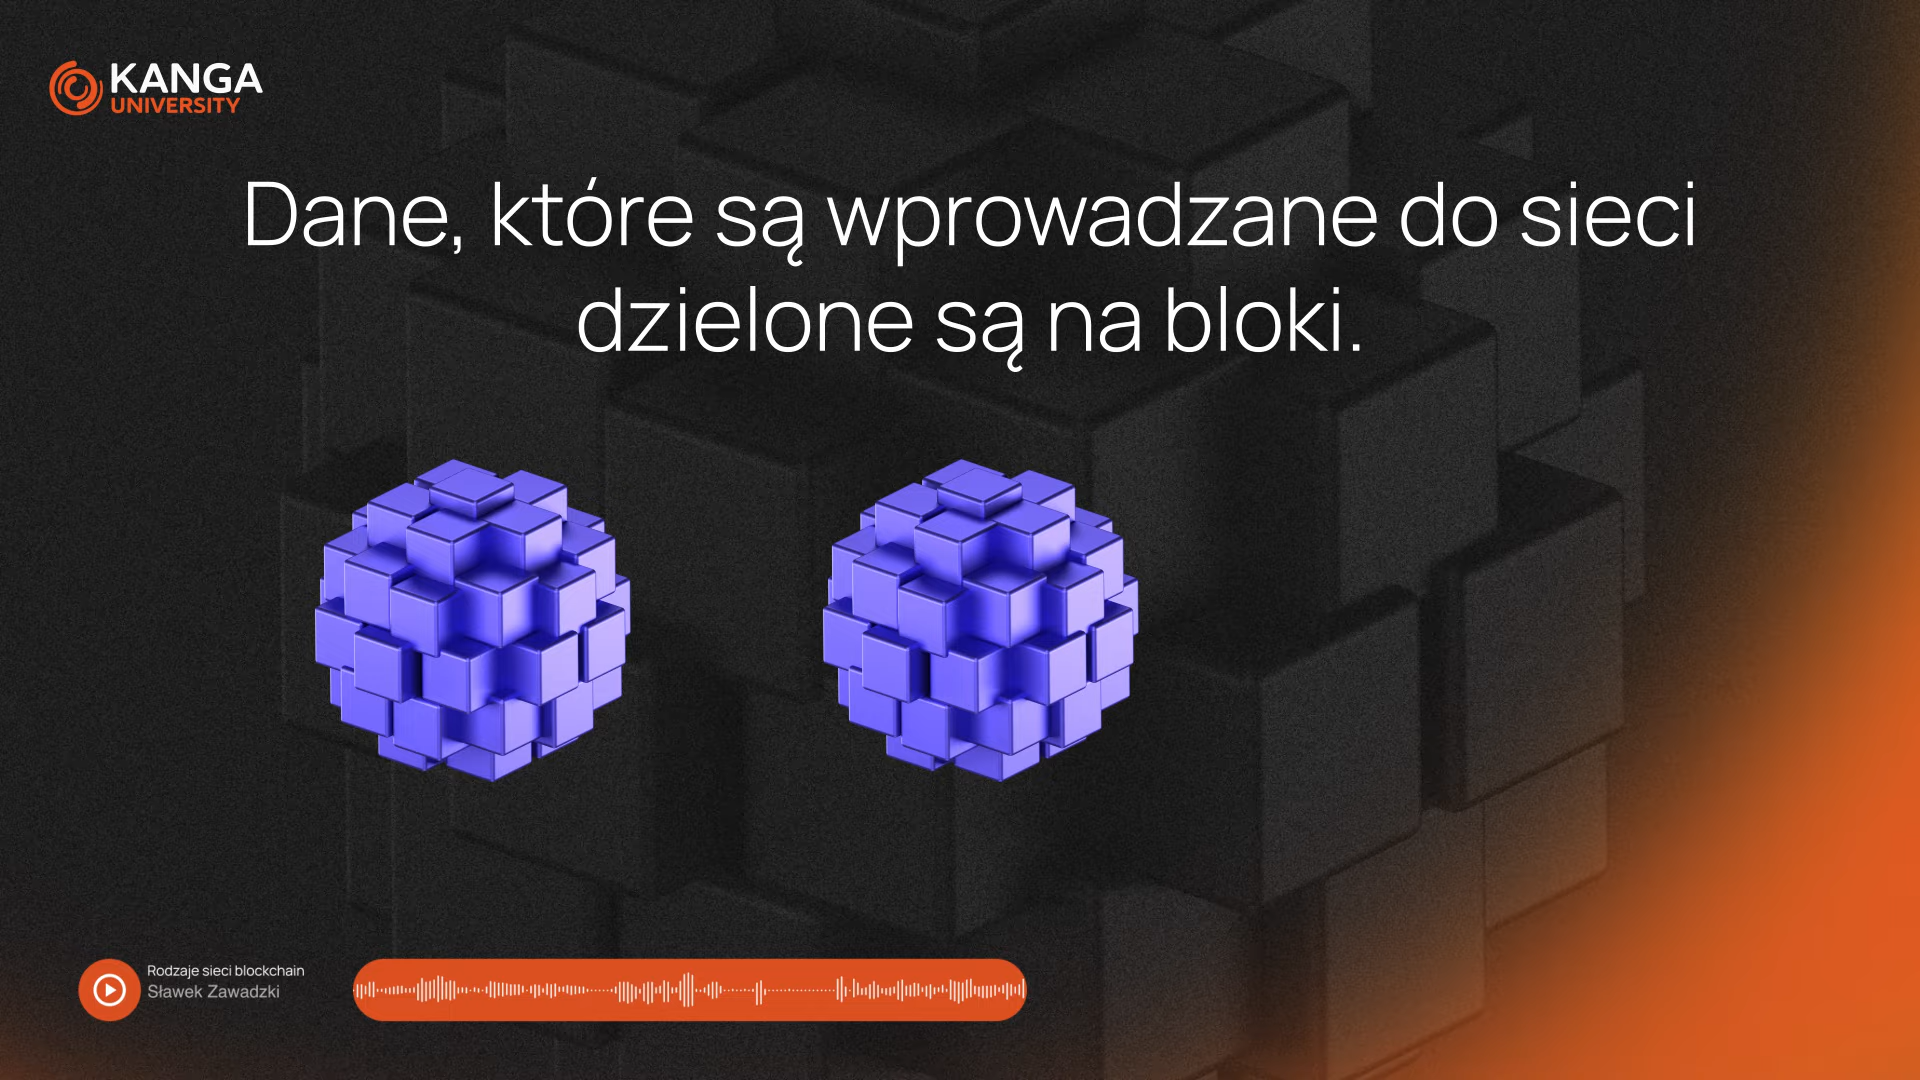 KANGA
UNIVERSITY
Dane, które są wprowadzane do sieci
dzielone są na bloki.
Rodzaje sieci blockchain
Sławek Zawadzki